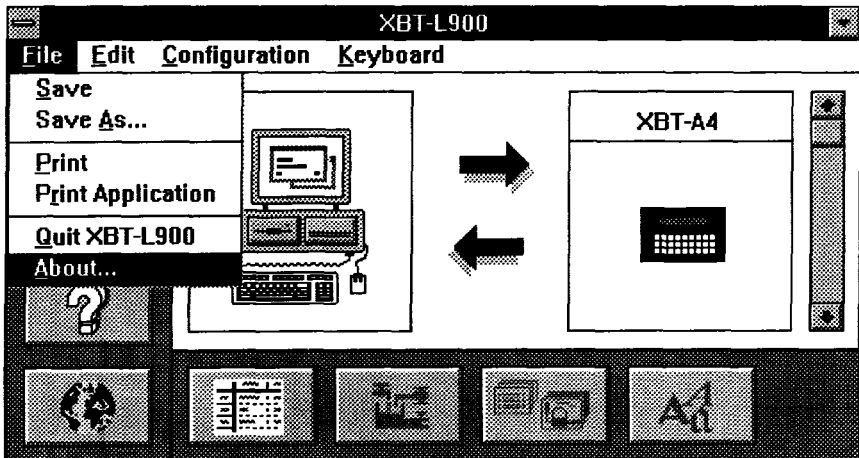 XBT-L900
File Edit Configuration Keyboard
Save
Save As...
Print
Print Application
Quit XBT-L900
About...
XBT-A4
?